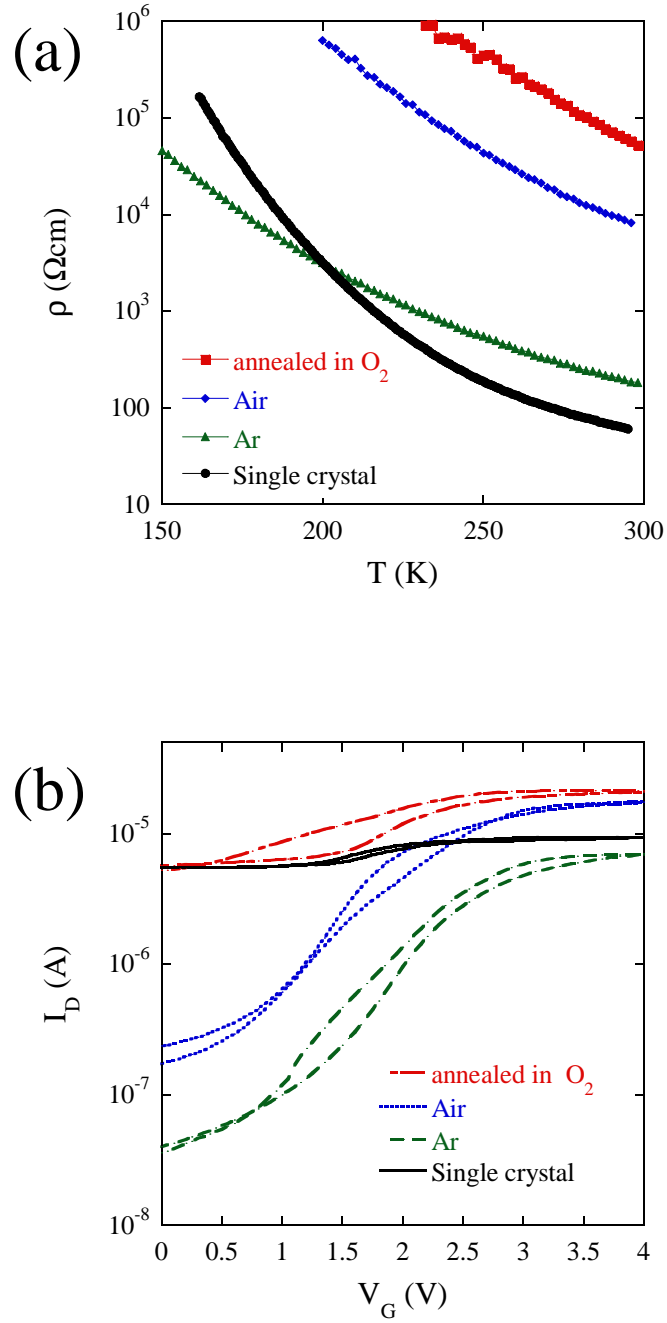 (a)
10^6
10^5
10^4
10^3
100
10
ρ (Ωcm)
annealed in O_2
Air
Ar
Single crystal
150 200 250 300
T (K)
(b)
10^-5
10^-6
10^-7
10^-8
I_D (A)
annealed in O_2
Air
Ar
Single crystal
0 0.5 1 1.5 2 2.5 3 3.5 4
V_G (V)